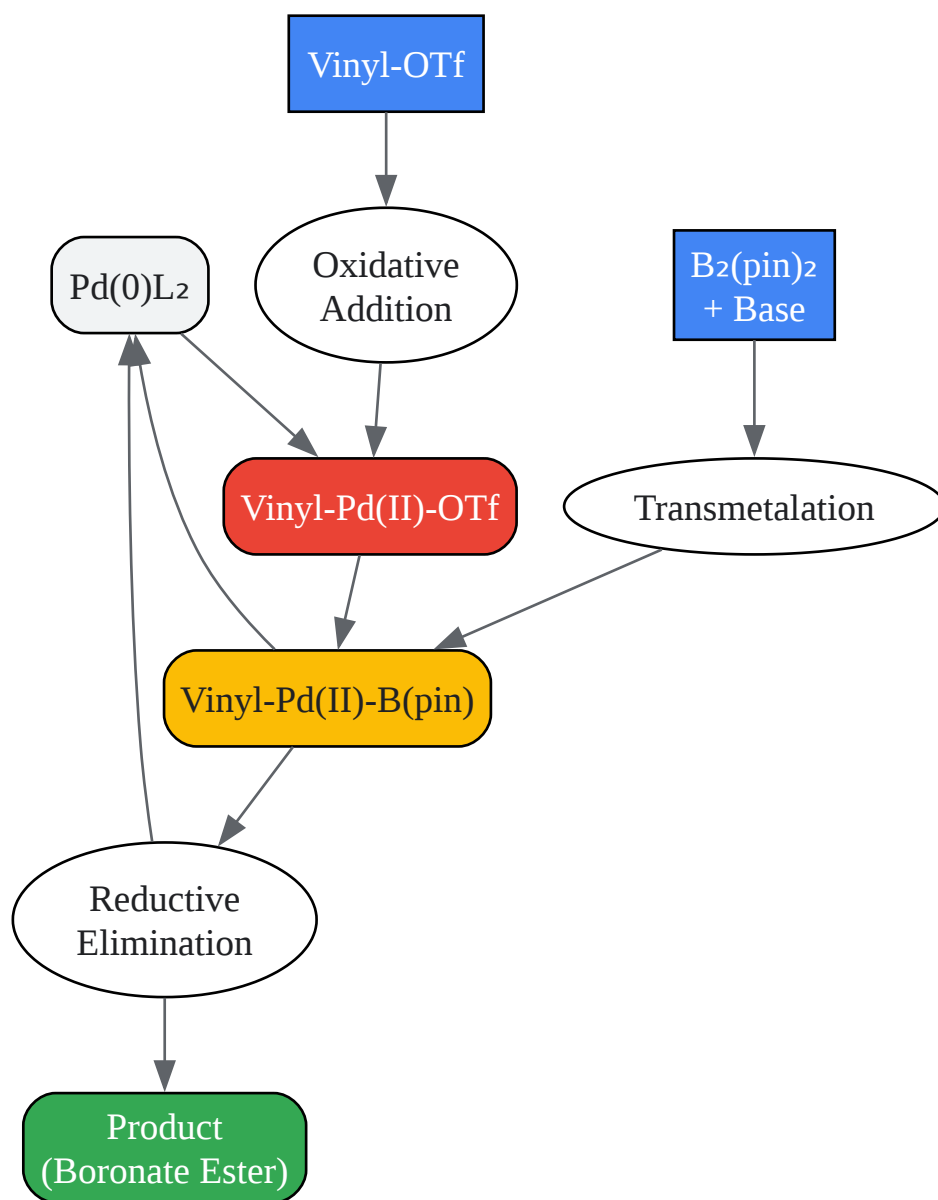 Vinyl-OTf
Pd(0)L₂
Oxidative
Addition
B₂(pin)₂
+ Base
Vinyl-Pd(II)-OTf
Transmetalation
Vinyl-Pd(II)-B(pin)
Reductive
Elimination
Product
(Boronate Ester)